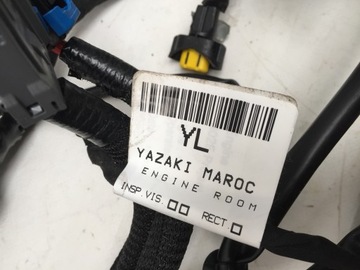 YL
YAZAKI MAROC
ENGINE ROOM
INSP VIS RECT